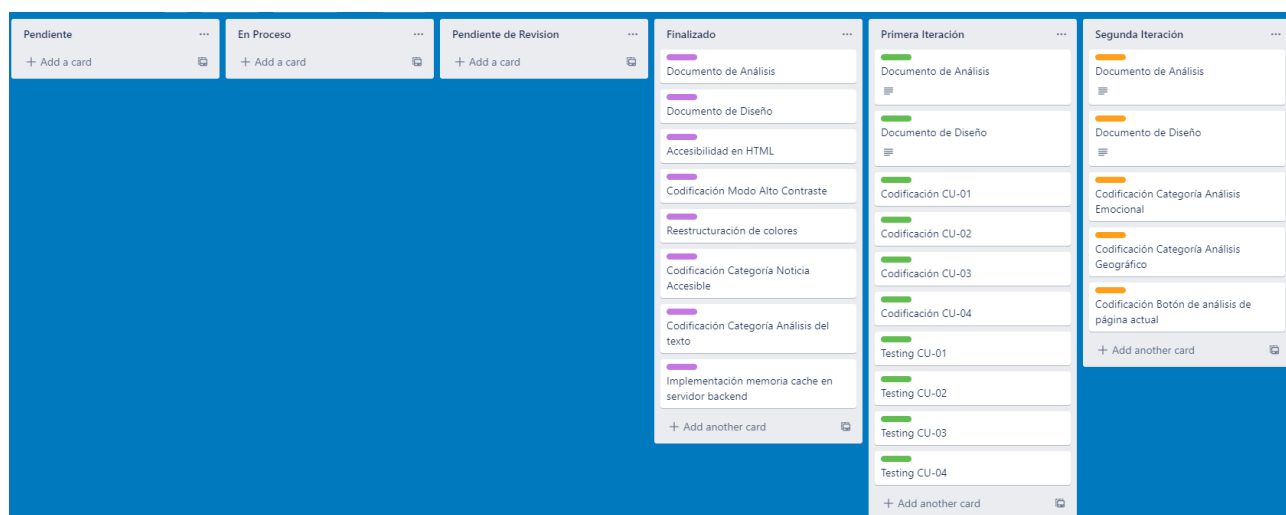 Pendiente
+ Add a card
En Proceso
+ Add a card
Pendiente de Revision
+ Add a card
Finalizado
Documento de Análisis
Documento de Diseño
Accesibilidad en HTML
Codificación Modo Alto Contraste
Reestructuración de colores
Codificación Categoría Noticia
Accesible
Codificación Categoría Análisis del
texto
Implementación memoria cache en
servidor backend
+ Add another card
Primera Iteración
Documento de Análisis
Documento de Diseño
Codificación CU-01
Codificación CU-02
Codificación CU-03
Codificación CU-04
Testing CU-01
Testing CU-02
Testing CU-03
Testing CU-04
+ Add another card
Segunda Iteración
Documento de Análisis
Documento de Diseño
Codificación Categoría Análisis
Emocional
Codificación Categoría Análisis
Geográfico
Codificación Botón de análisis de
página actual
+ Add another card